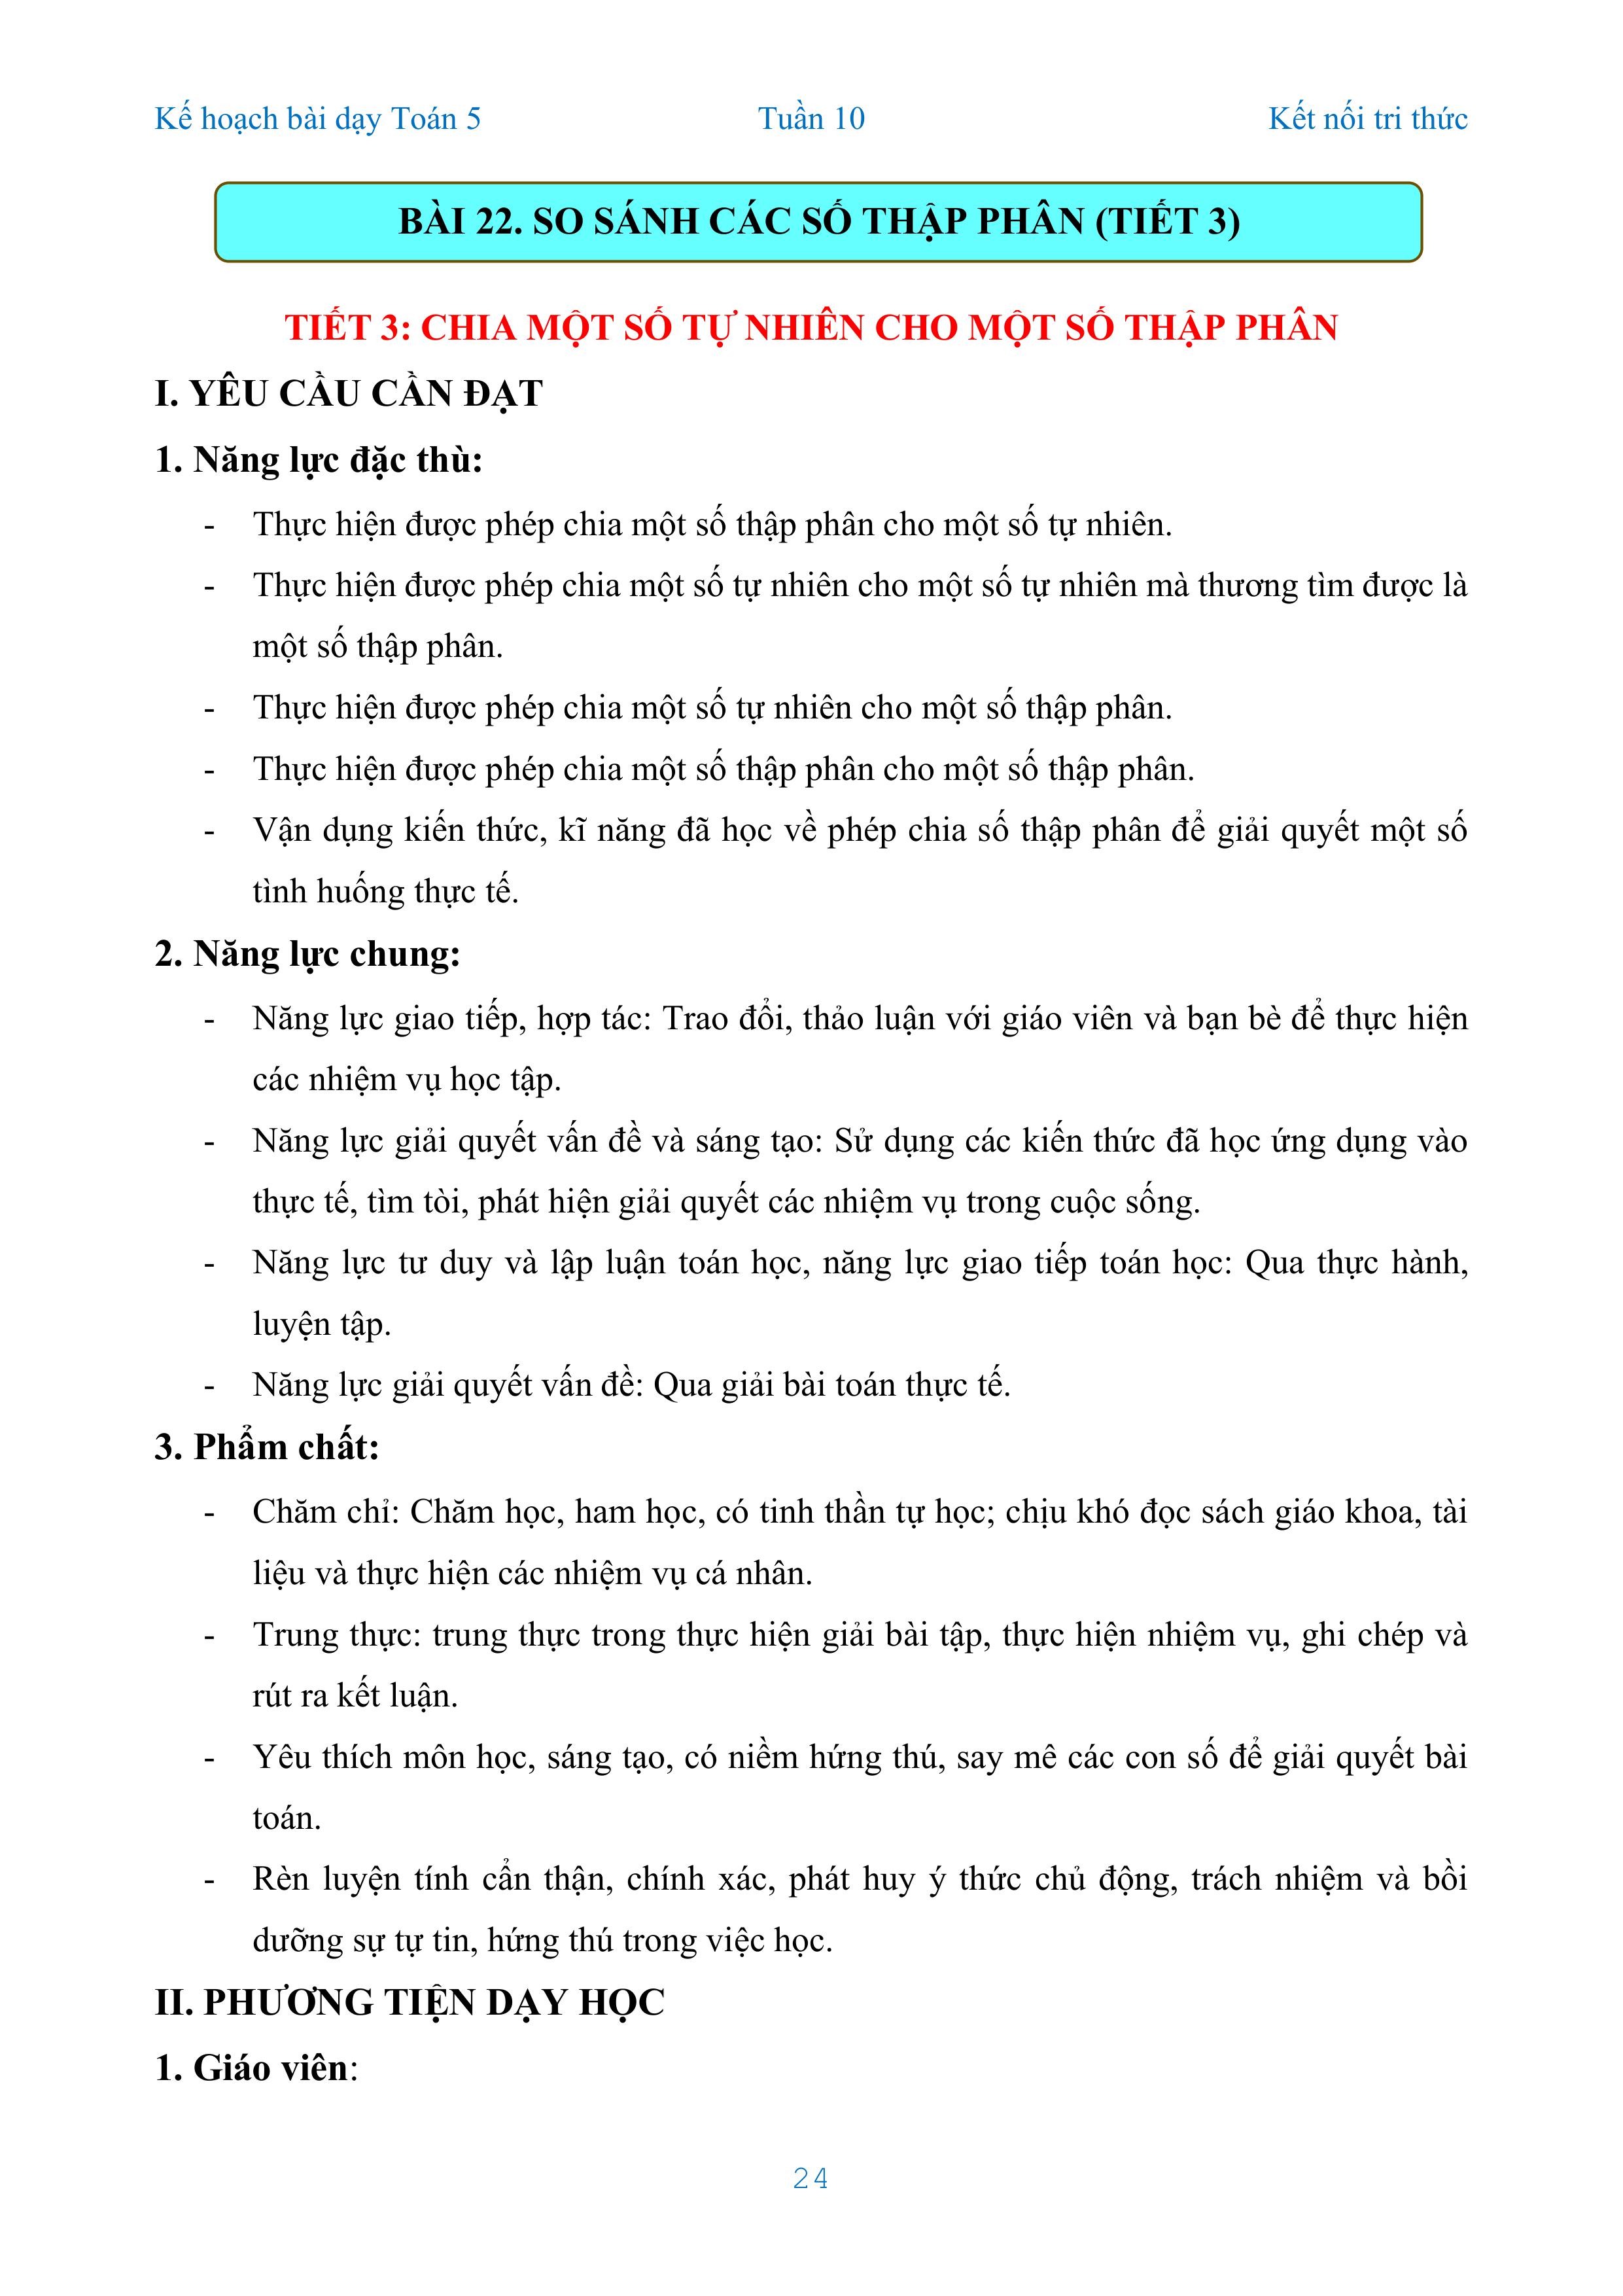 Kế hoạch bài dạy Toán 5 Tuần 10 Kết nối tri thức
BÀI 22. SO SÁNH CÁC SỐ THẬP PHÂN (TIẾT 3)
TIẾT 3: CHIA MỘT SỐ TỰ NHIÊN CHO MỘT SỐ THẬP PHÂN
I. YÊU CẦU CẦN ĐẠT
1. Năng lực đặc thù:
- Thực hiện được phép chia một số thập phân cho một số tự nhiên.
- Thực hiện được phép chia một số tự nhiên cho một số tự nhiên mà thương tìm được là
một số thập phân.
- Thực hiện được phép chia một số tự nhiên cho một số thập phân.
- Thực hiện được phép chia một số thập phân cho một số thập phân.
- Vận dụng kiến thức, kĩ năng đã học về phép chia số thập phân để giải quyết một số
tình huống thực tế.
2. Năng lực chung:
- Năng lực giao tiếp, hợp tác: Trao đổi, thảo luận với giáo viên và bạn bè để thực hiện
các nhiệm vụ học tập.
- Năng lực giải quyết vấn đề và sáng tạo: Sử dụng các kiến thức đã học ứng dụng vào
thực tế, tìm tòi, phát hiện giải quyết các nhiệm vụ trong cuộc sống.
- Năng lực tư duy và lập luận toán học, năng lực giao tiếp toán học: Qua thực hành,
luyện tập.
- Năng lực giải quyết vấn đề: Qua giải bài toán thực tế.
3. Phẩm chất:
- Chăm chỉ: Chăm học, ham học, có tinh thần tự học; chịu khó đọc sách giáo khoa, tài
liệu và thực hiện các nhiệm vụ cá nhân.
- Trung thực: trung thực trong thực hiện giải bài tập, thực hiện nhiệm vụ, ghi chép và
rút ra kết luận.
- Yêu thích môn học, sáng tạo, có niềm hứng thú, say mê các con số để giải quyết bài
toán.
- Rèn luyện tính cẩn thận, chính xác, phát huy ý thức chủ động, trách nhiệm và bồi
dưỡng sự tự tin, hứng thú trong việc học.
II. PHƯƠNG TIỆN DẠY HỌC
1. Giáo viên:
24